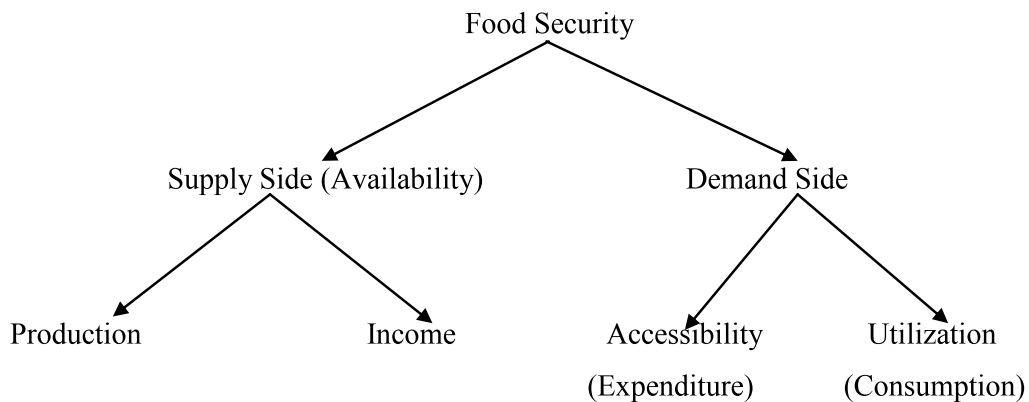 Food Security
Supply Side (Availability)
Demand Side
Production
Income
Accessibility
Utilization
(Expenditure)
(Consumption)